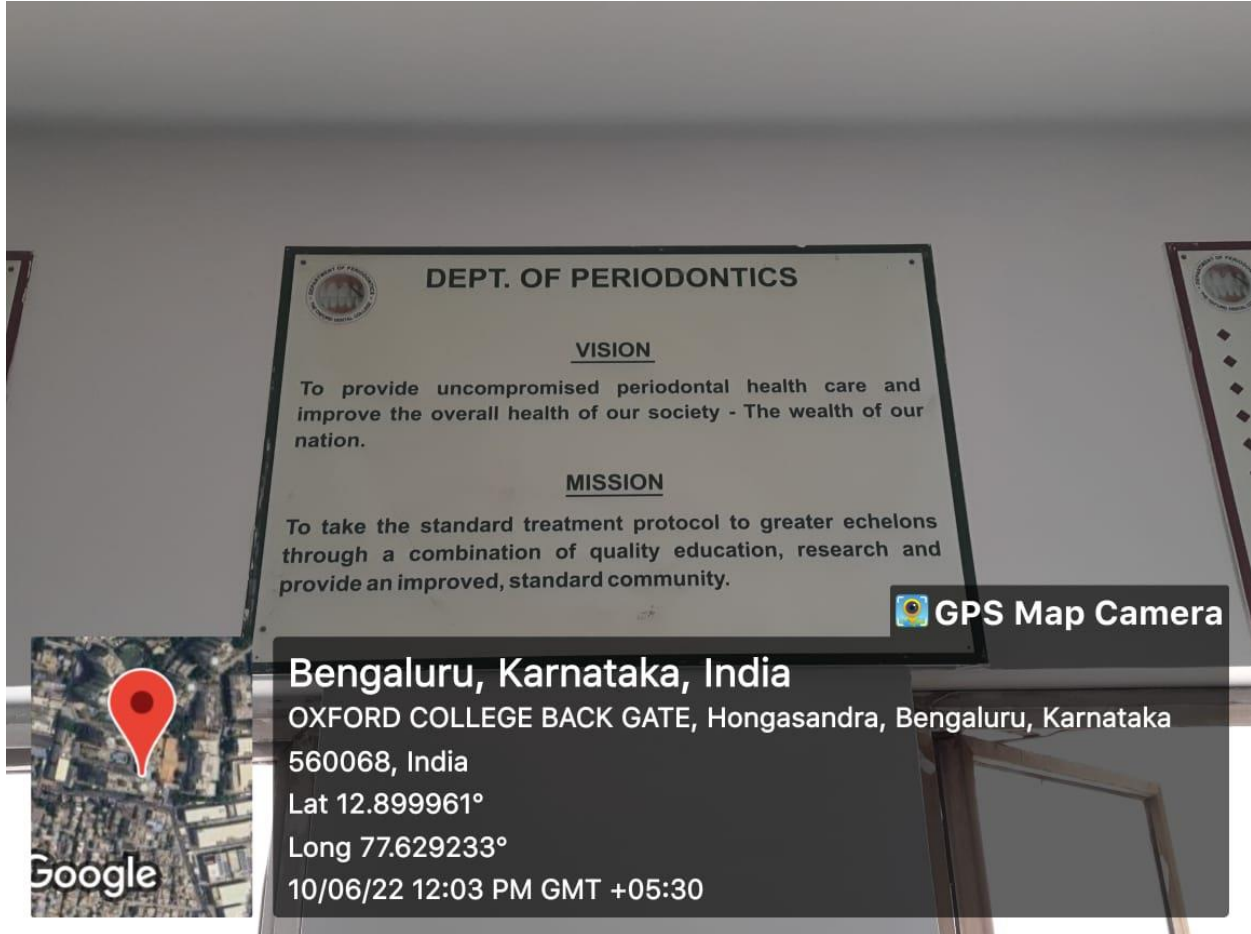 DEPT. OF PERIODONTICS
VISION
To provide uncompromised periodontal health care and
improve the overall health of our society - The wealth of our
nation.
MISSION
To take the standard treatment protocol to greater echelons
through a combination of quality education, research and
provide an improved, standard community.
GPS Map Camera
Bengaluru, Karnataka, India
OXFORD COLLEGE BACK GATE, Hongasandra, Bengaluru, Karnataka
560068, India
Lat 12.899961°
Long 77.629233°
10/06/22 12:03 PM GMT +05:30
Google